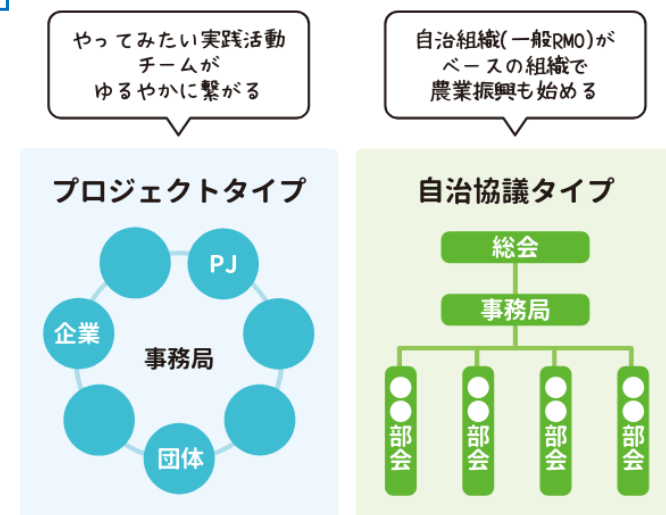 やってみたい実践活動
チームが
ゆるやかに繋がる
自治組織(一般RMO)が
ベースの組織で
農業振興も始める
プロジェクトタイプ
PJ
企業
事務局
団体
自治協議タイプ
総会
事務局
●●部会
●●部会
●●部会
●●部会